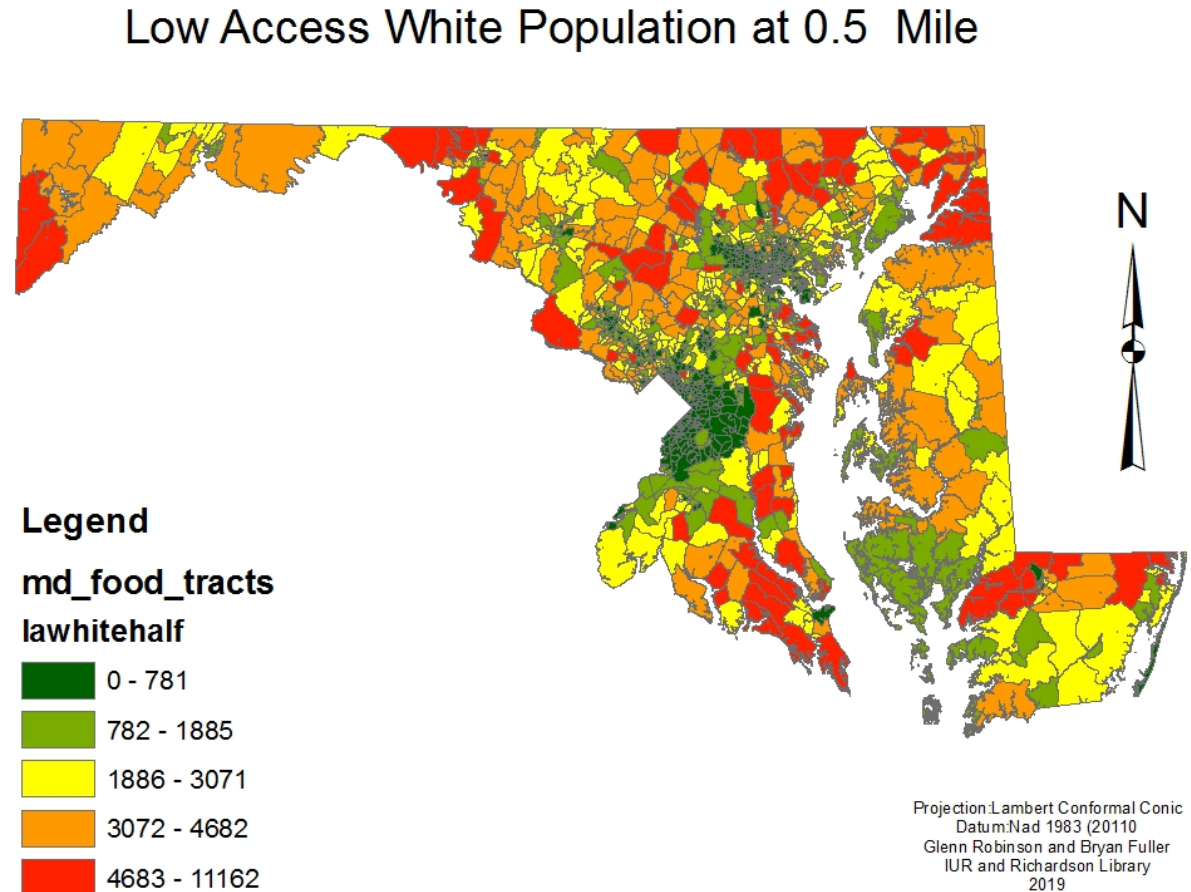 Low Access White Population at 0.5 Mile
N
Legend
md_food_tracts
lawhitehalf
0 - 781
782 - 1885
1886 - 3071
3072 - 4682
4683 - 11162
Projection:Lambert Conformal Conic
Datum:Nad 1983 (20110
Glenn Robinson and Bryan Fuller
IUR and Richardson Library
2019